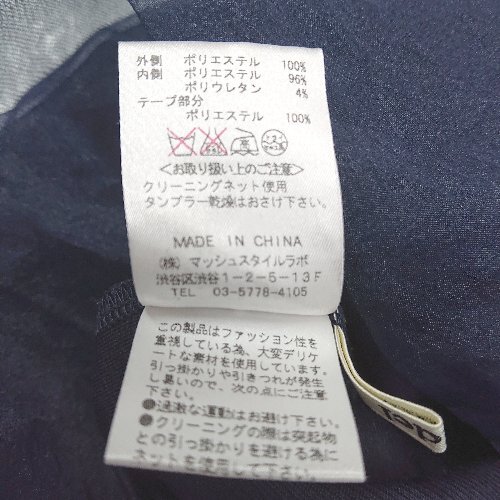 外側 ポリエステル 100%
内側 ポリエステル 96%
ポリウレタン 4%
テープ部分
ポリエステル 100%
<お取り扱い上のご注意>
クリーニングネット使用
タンブラー乾燥はおさけ下さい。
MADE IN CHINA
(株) マッシュスタイルラボ
渋谷区渋谷1-2-5-13F
TEL 03-5778-4105
この製品はファッション性を
重視している為、大変デリケ
ートな素材を使用しています。
引っ掛かりや引きつれが発生
し易いので、次の点にご注意
下さい。
●過激な運動はお避け下さい。
●クリーニングの際は突起物
との引っ掛かりを避ける為に
ネットを使用して下さい。